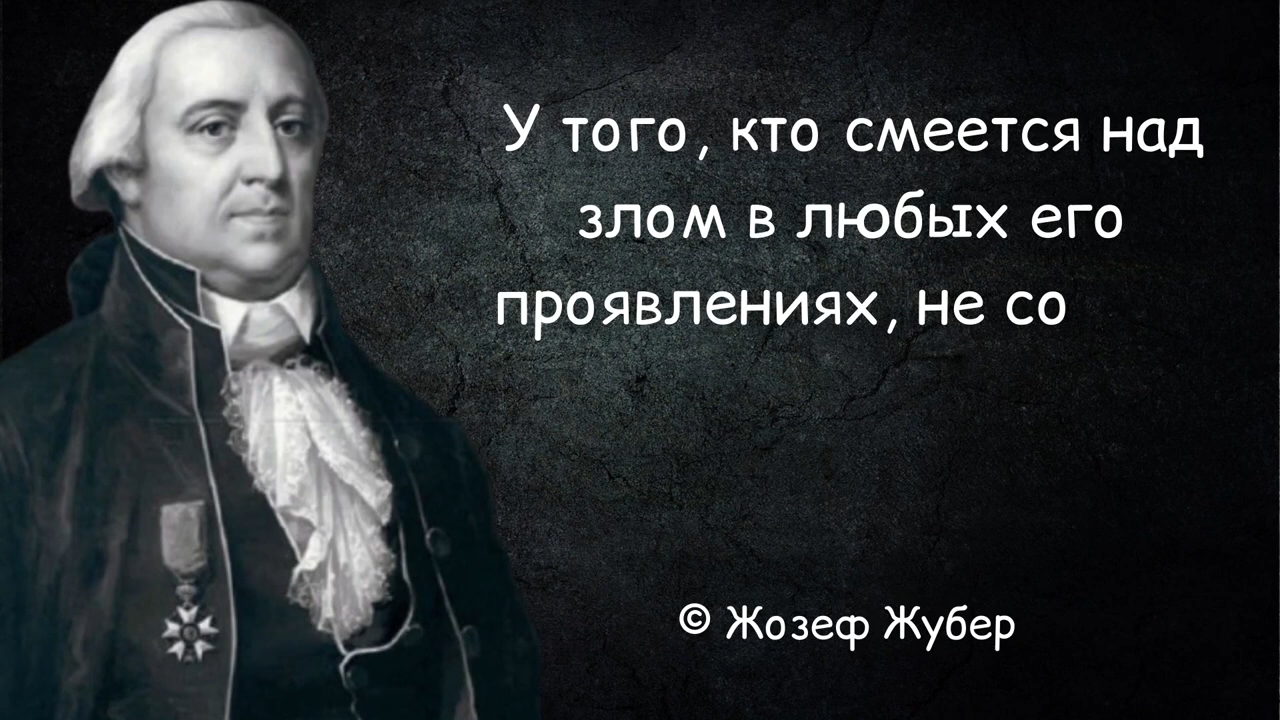 У того, кто смеется над
злом в любых его
проявлениях, не со
© Жозеф Жубер